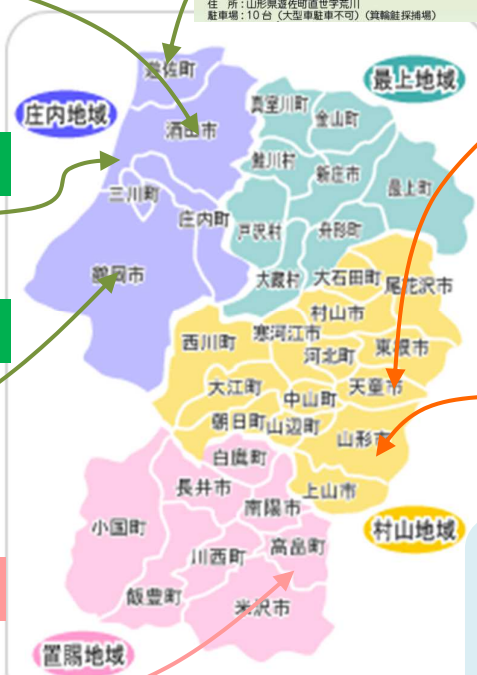 住　所：山形県遊佐町直世字荒川
駐車場：10台（大型車駐車不可）（箕輪鮭採捕場）
遊佐町
最上地域
庄内地域
真室川町
金山町
酒田市
鮭川村
新庄市
最上町
三川町
庄内町
戸沢村
舟形町
鶴岡市
大蔵村
大石田町
尾花沢市
村山市
西川町
寒河江市
河北町
東根市
大江町
中山町
天童市
朝日町
山辺町
山形市
白鷹町
長井市
上山市
南陽市
小国町
村山地域
川西町
高畠町
飯豊町
米沢市
置賜地域